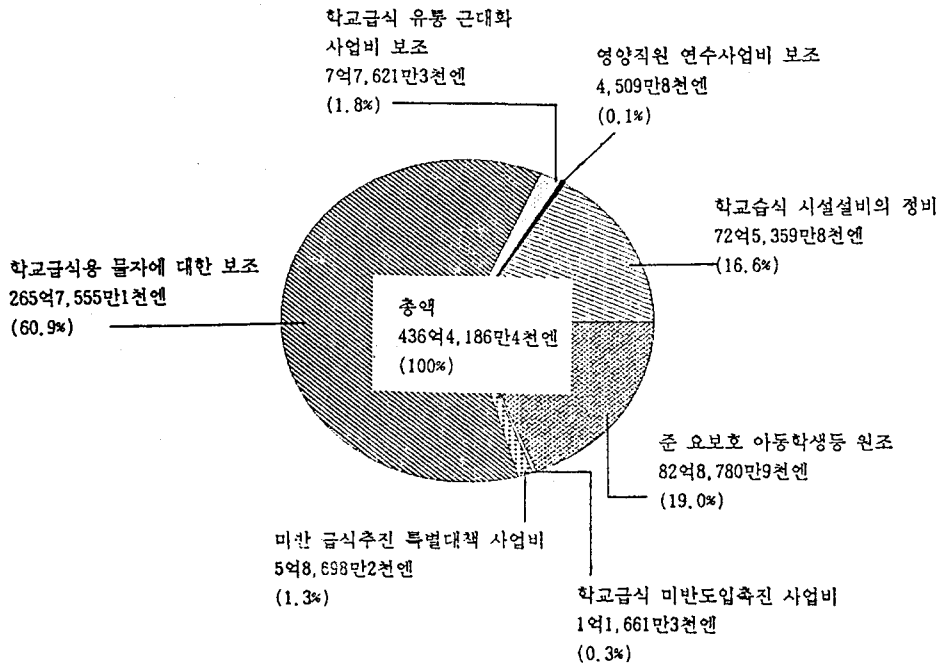 학교급식 유통 근대화
사업비 보조
7억7,621만3천엔
(1.8%)
영양직원 연수사업비 보조
4,509만8천엔
(0.1%)
학교습식 시설설비의 정비
72억5,359만8천엔
(16.6%)
학교급식용 물자에 대한 보조
265억7,555만1천엔
(60.9%)
총액
436억4,186만4천엔
(100%)
준 요보호 아동학생등 원조
82억8,780만9천엔
(19.0%)
미반 급식추진 특별대책 사업비
5억8,698만2천엔
(1.3%)
학교급식 미반도입촉진 사업비
1억1,661만3천엔
(0.3%)